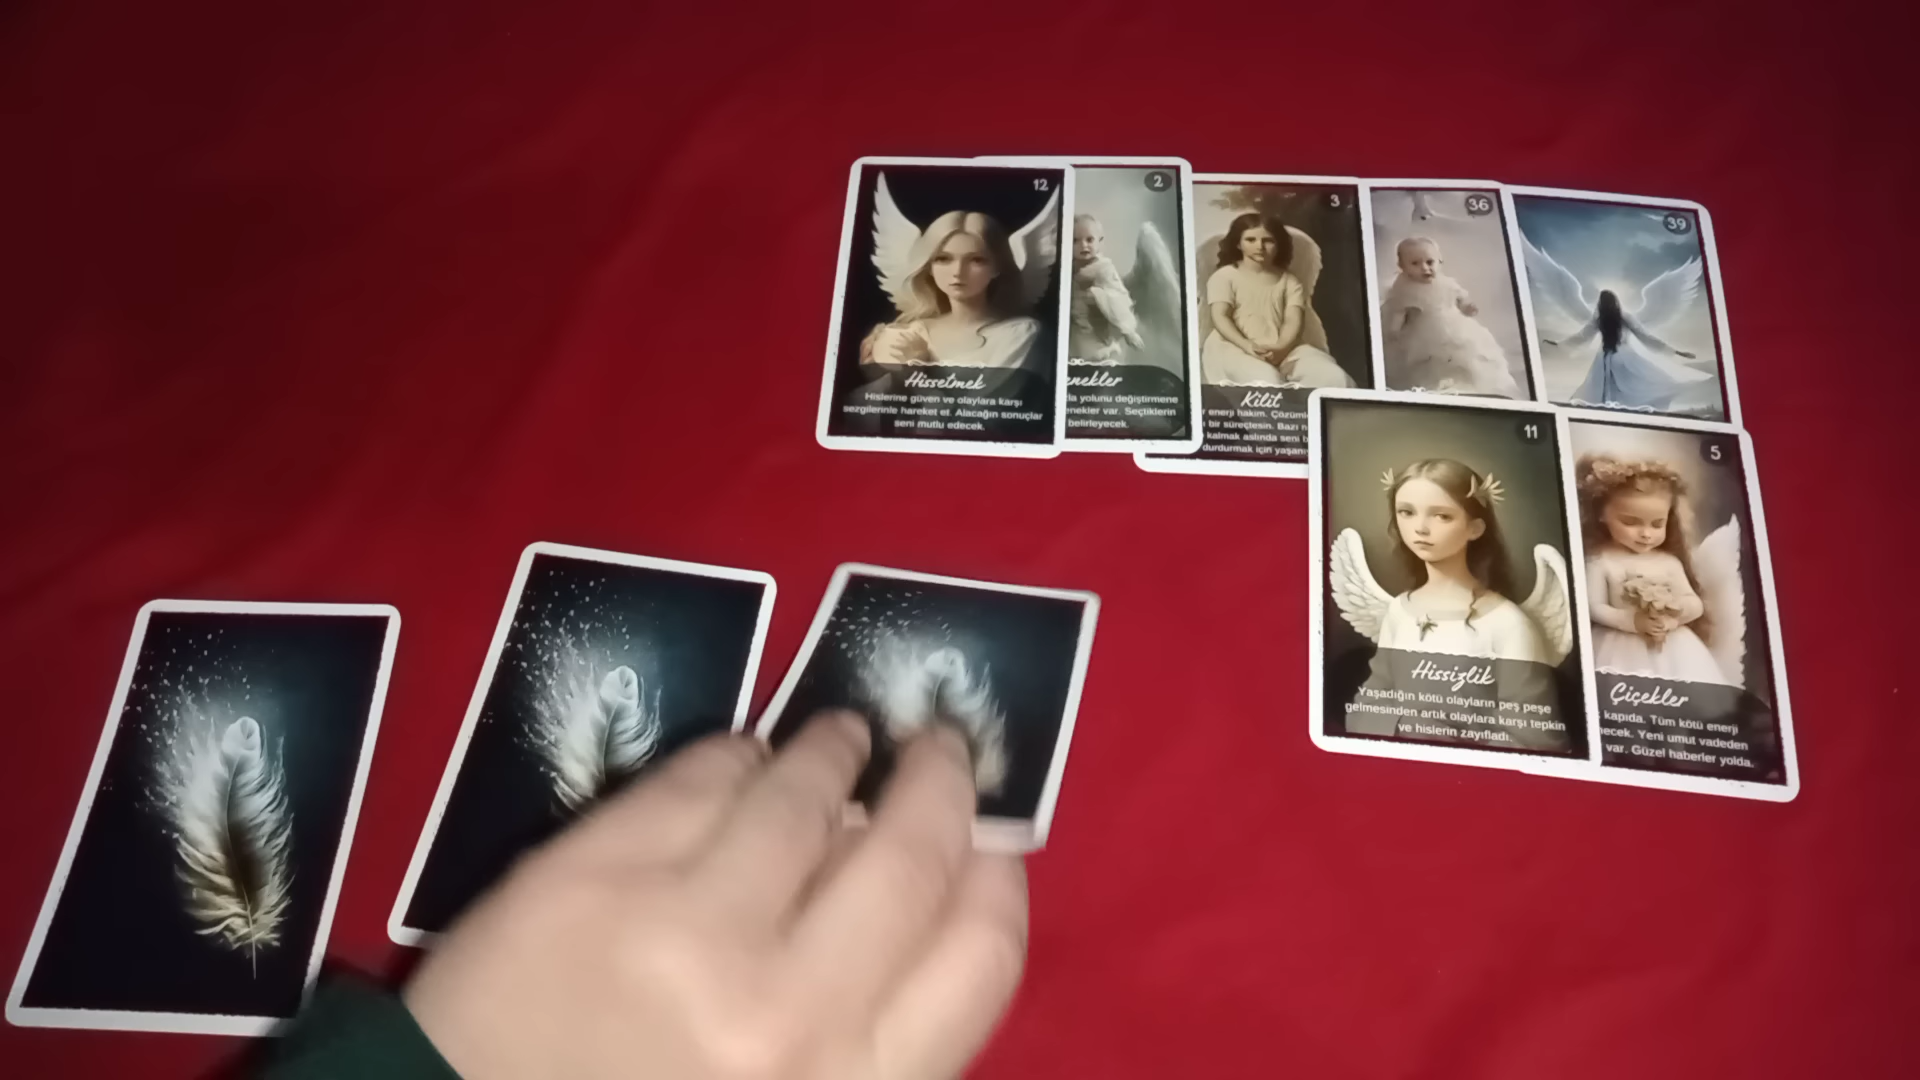 12
Hissetmek
Hislerine güven ve olaylara karşı
sezgilerinle hareket et. Alacağın sonuçlar
seni mutlu edecek.
2
enekler
yolunu değiştirmene
enekler var. Seçtiklerin
belirleyecek.
3
Kilit
enerji hakim. Çözüml
bir süreçtesin. Bazı
kalmak aslında seni
durdurmak için yaşan
36
39
11
Hissizlik
Yaşadığın kötü olayların peş peşe
gelmesinden artık olaylara karşı tepkin
ve hislerin zayıfladı.
5
Çiçekler
kapıda. Tüm kötü enerji
ecek. Yeni umut vadeden
var. Güzel haberler yolda.